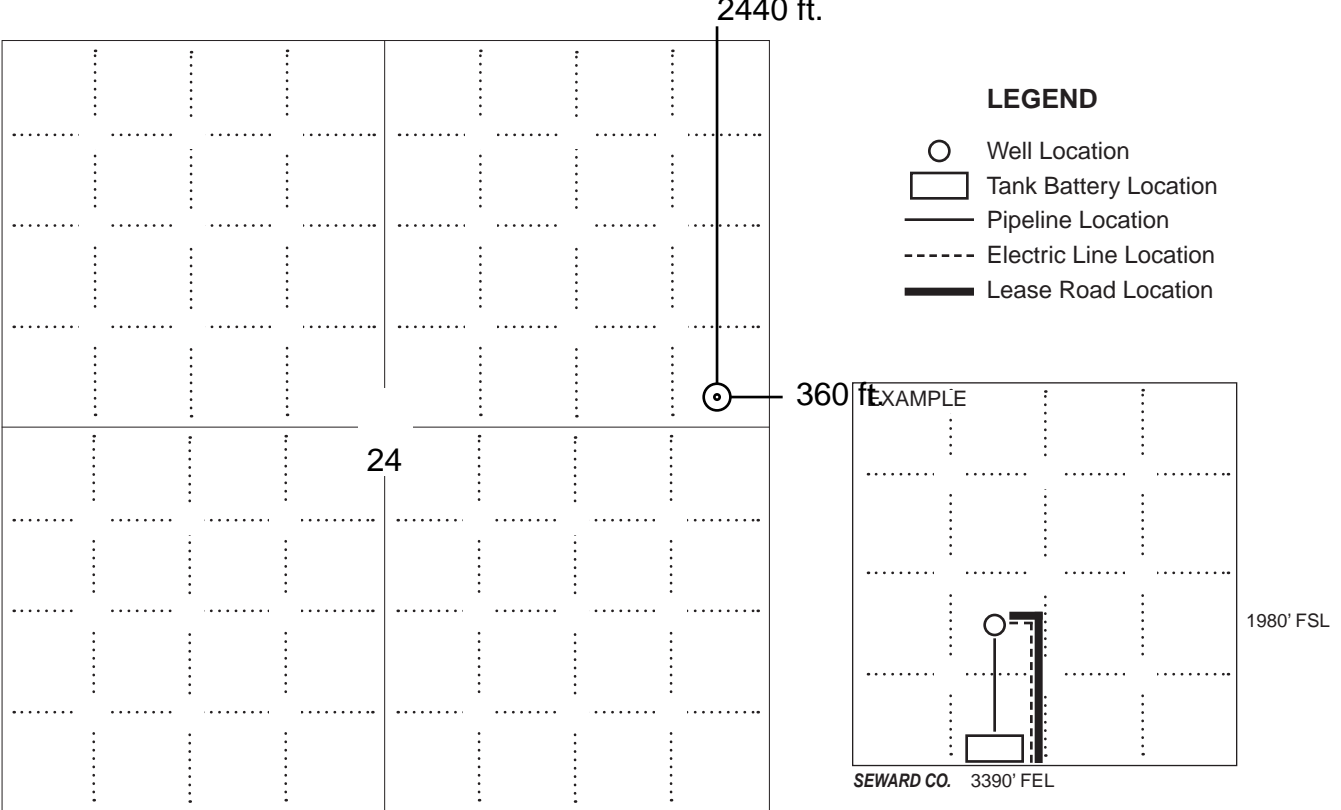 2440 ft.
LEGEND
Well Location
Tank Battery Location
Pipeline Location
Electric Line Location
Lease Road Location
360 ft.
EXAMPLE
24
1980' FSL
SEWARD CO. 3390' FEL